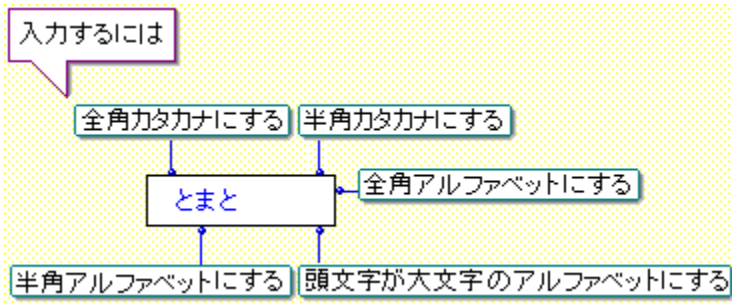 入力するには
全角カタカナにする
半角カタカナにする
全角アルファベットにする
とまと
半角アルファベットにする
頭文字が大文字のアルファベットにする